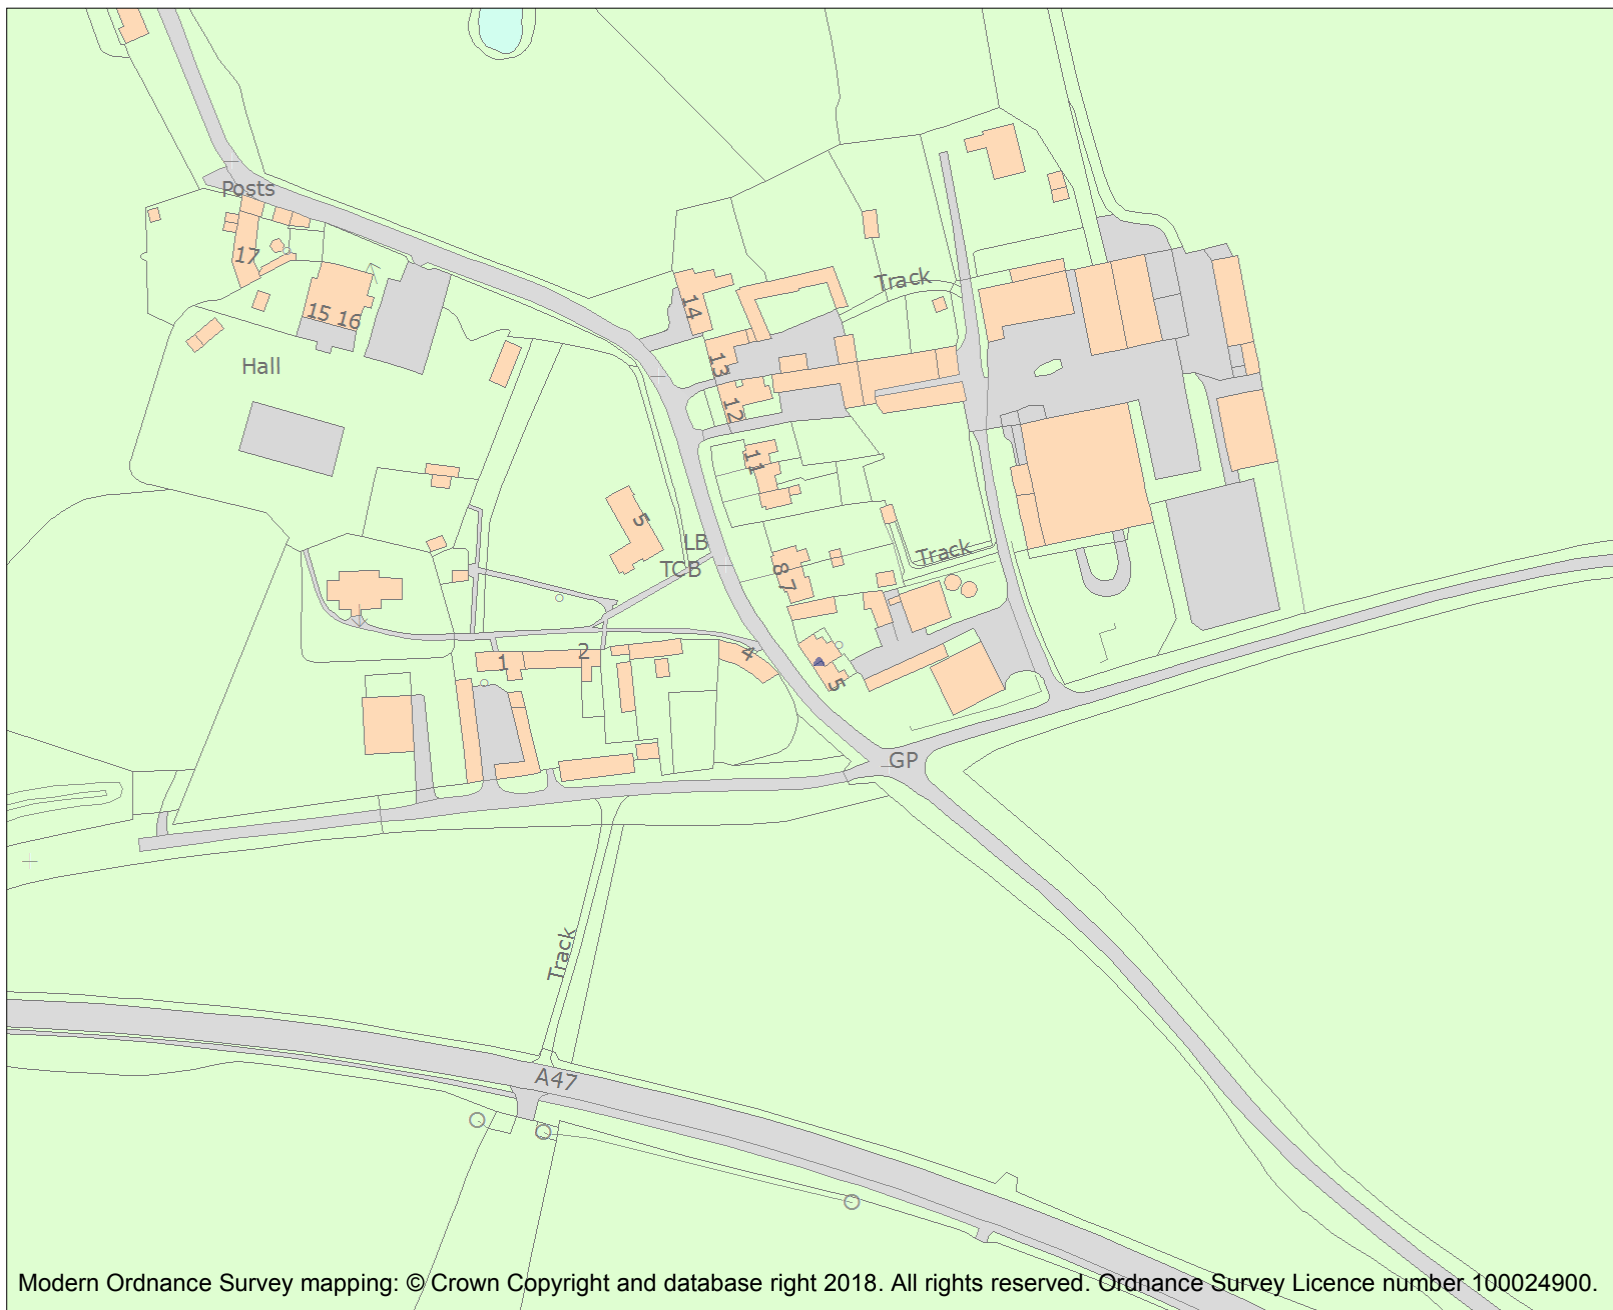 Posts
17
15 16
Hall
14
13
12
11
Track
5
LB
TCB
Track
8 7
1
2
4
5
GP
Track
A47
Modern Ordnance Survey mapping: © Crown Copyright and database right 2018. All rights reserved. Ordnance Survey Licence number 100024900.